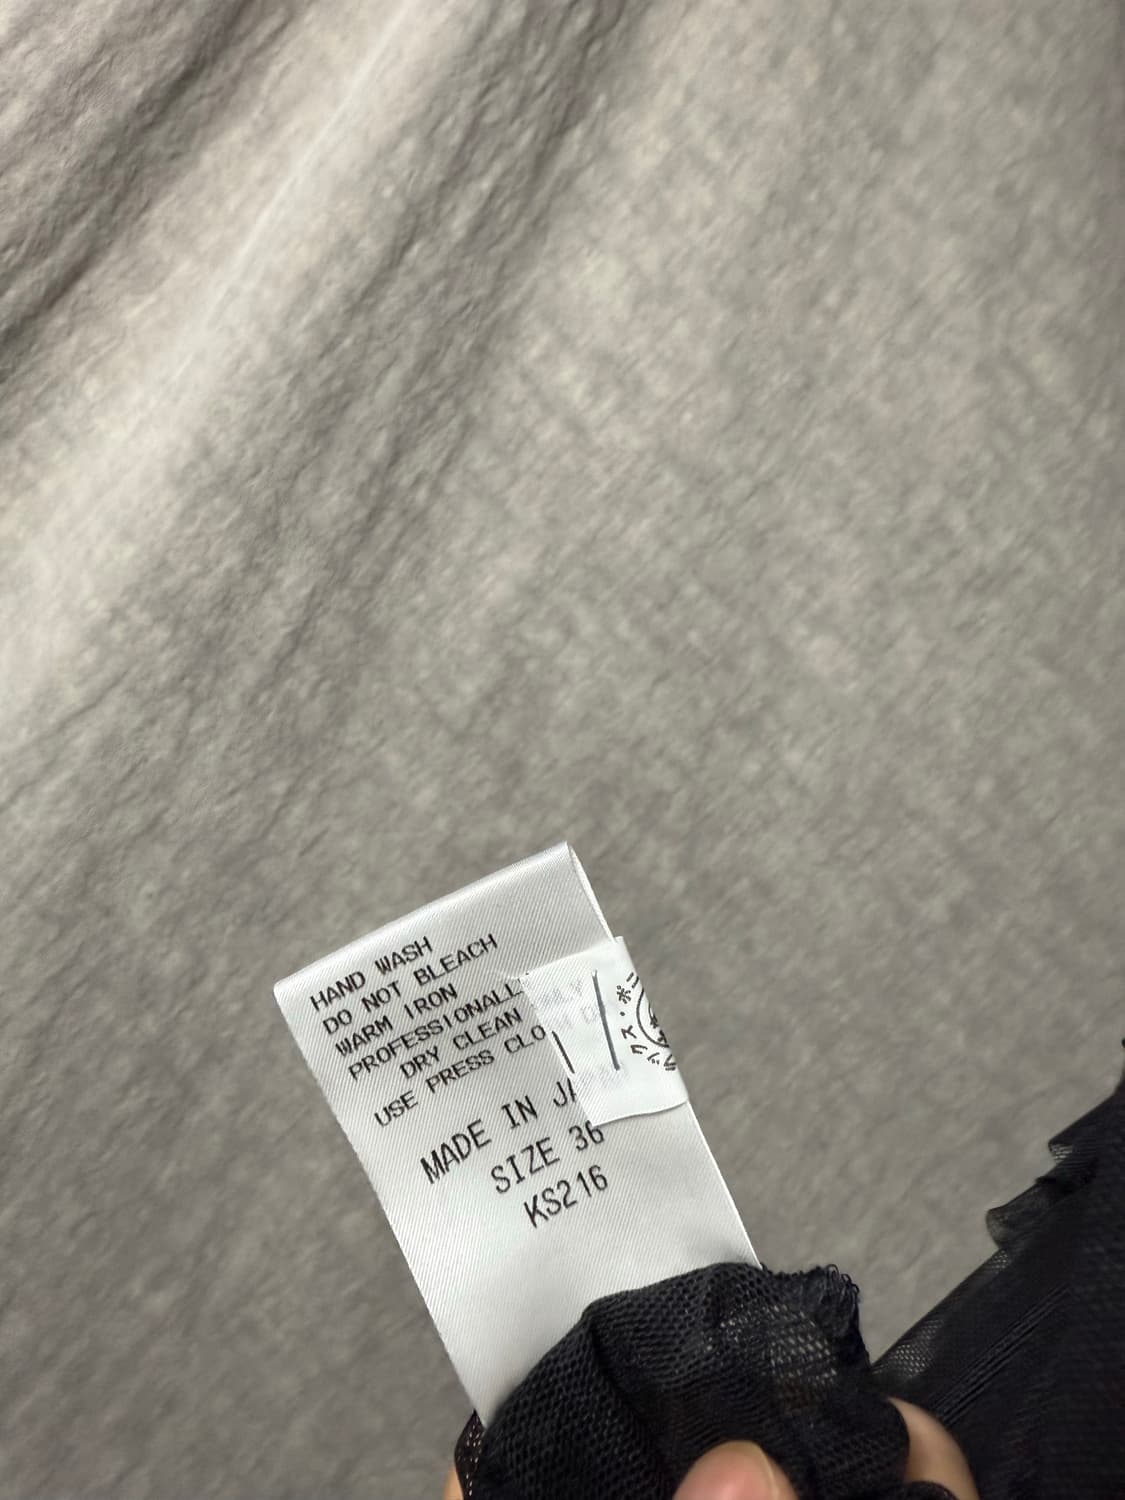 HAND WASH
DO NOT BLEACH
WARM IRON
PROFESSIONALL
DRY CLEAN
USE PRESS CLO
MADE IN JA
SIZE 36
KS216